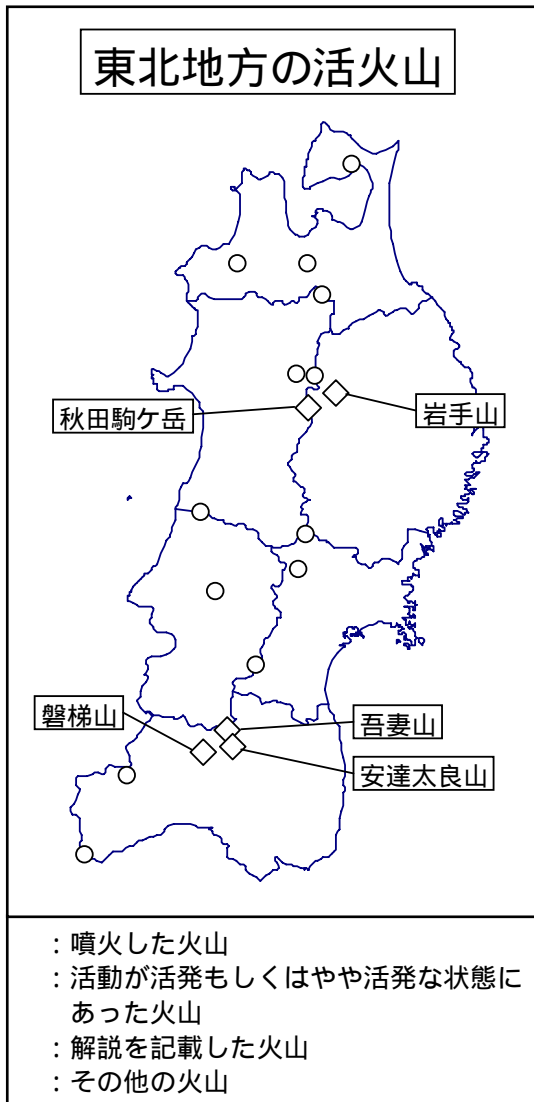 東北地方の活火山
秋田駒ケ岳
岩手山
磐梯山
吾妻山
安達太良山
：噴火した火山
：活動が活発もしくはやや活発な状態に
あった火山
：解説を記載した火山
：その他の火山